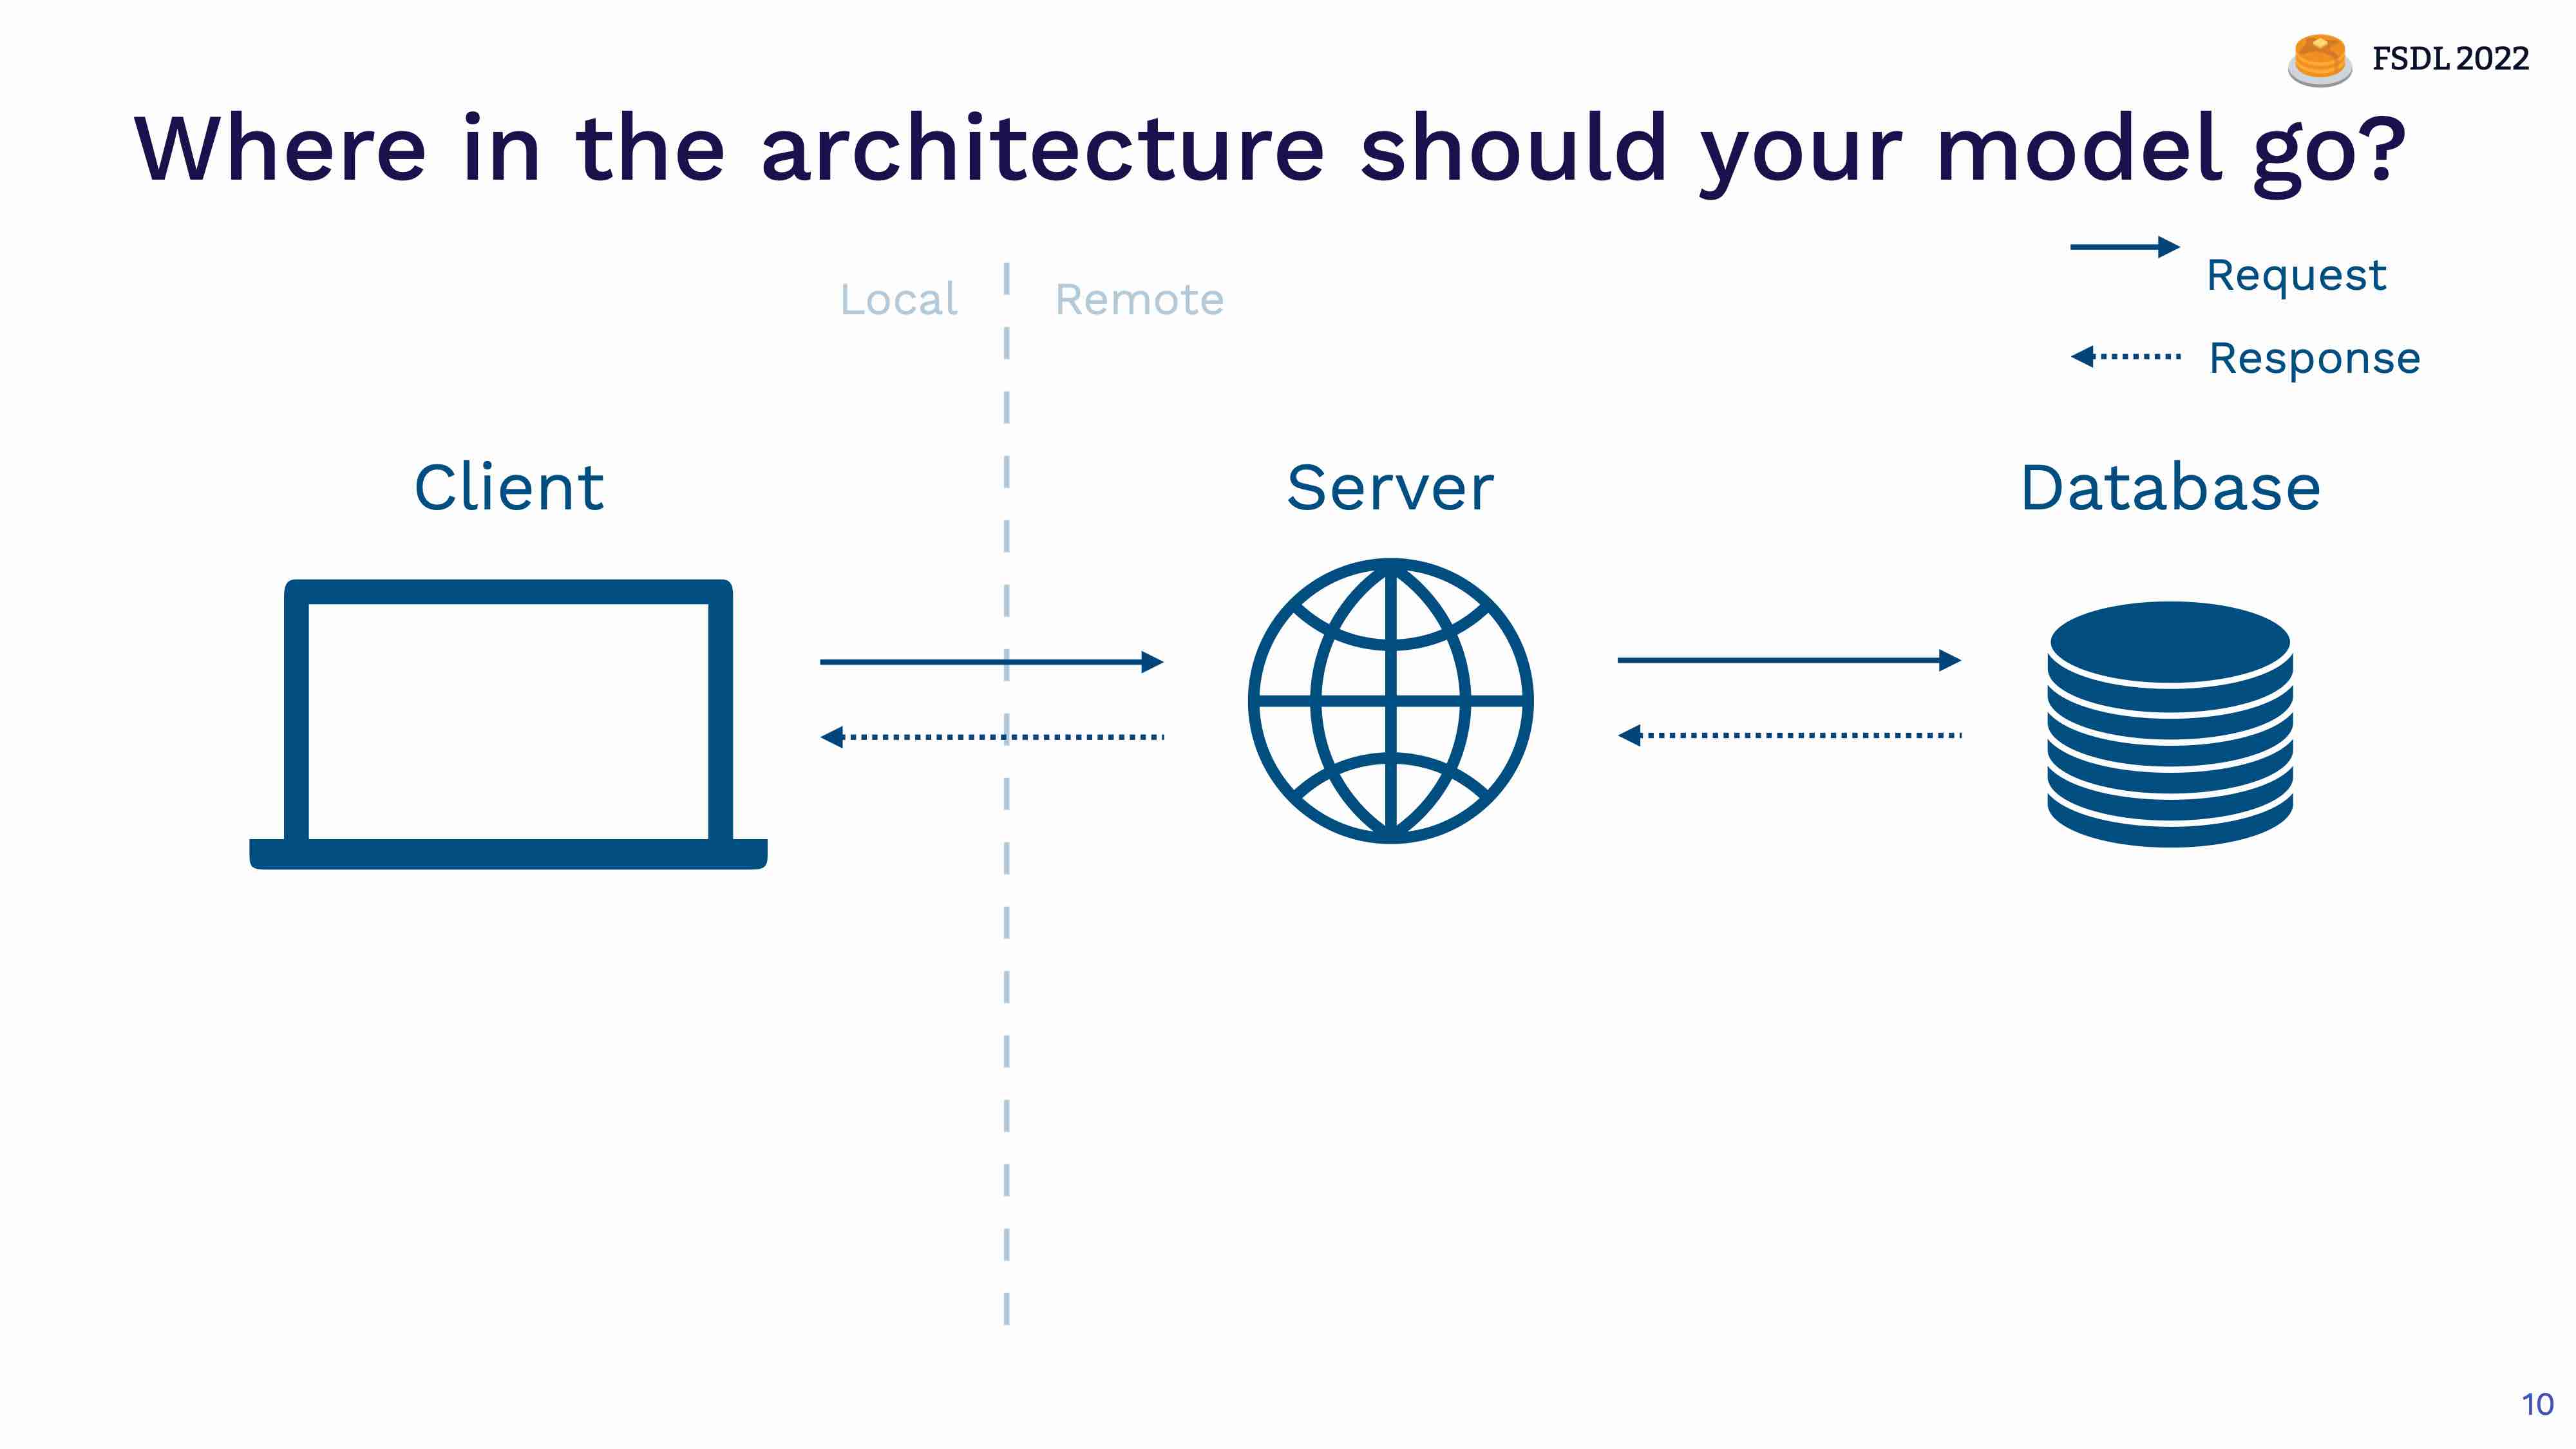 FSDL 2022
Where in the architecture should your model go?
Local
Remote
Request
Response
Client
Server
Database
10